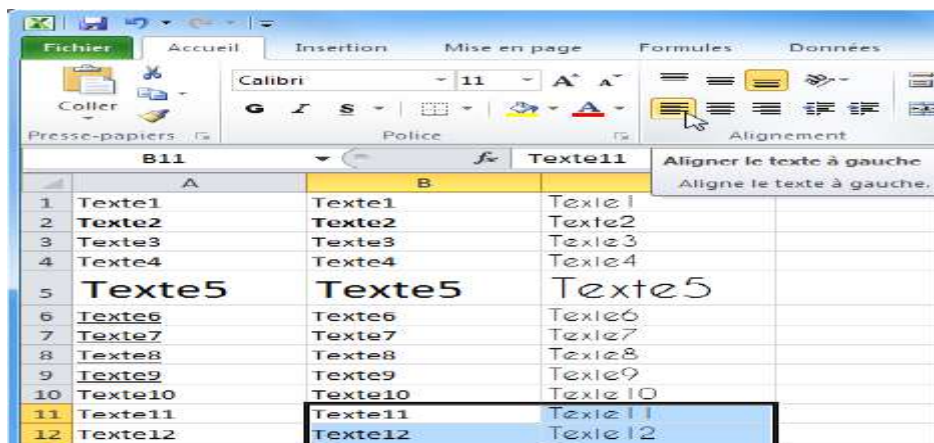 Fichier Accueil Insertion Mise en page Formules Données
Calibri 11 A A
Coller G I S A
Presse-papiers Police Alignement
B11 fx Texte11 Aligner le texte à gauche
Aligne le texte à gauche.
A B
1 Texte1 Texte1 Texte1
2 Texte2 Texte2 Texte2
3 Texte3 Texte3 Texte3
4 Texte4 Texte4 Texte4
5 Texte5 Texte5 Texte5
6 Texte6 Texte6 Texte6
7 Texte7 Texte7 Texte7
8 Texte8 Texte8 Texte8
9 Texte9 Texte9 Texte9
10 Texte10 Texte10 Texte10
11 Texte11 Texte11 Texte11
12 Texte12 Texte12 Texte12